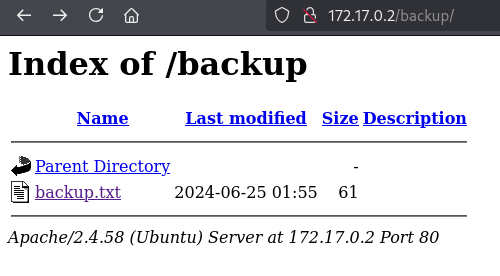 172.17.0.2/backup/
Index of /backup
Name Last modified Size Description
Parent Directory -
backup.txt 2024-06-25 01:55 61
Apache/2.4.58 (Ubuntu) Server at 172.17.0.2 Port 80